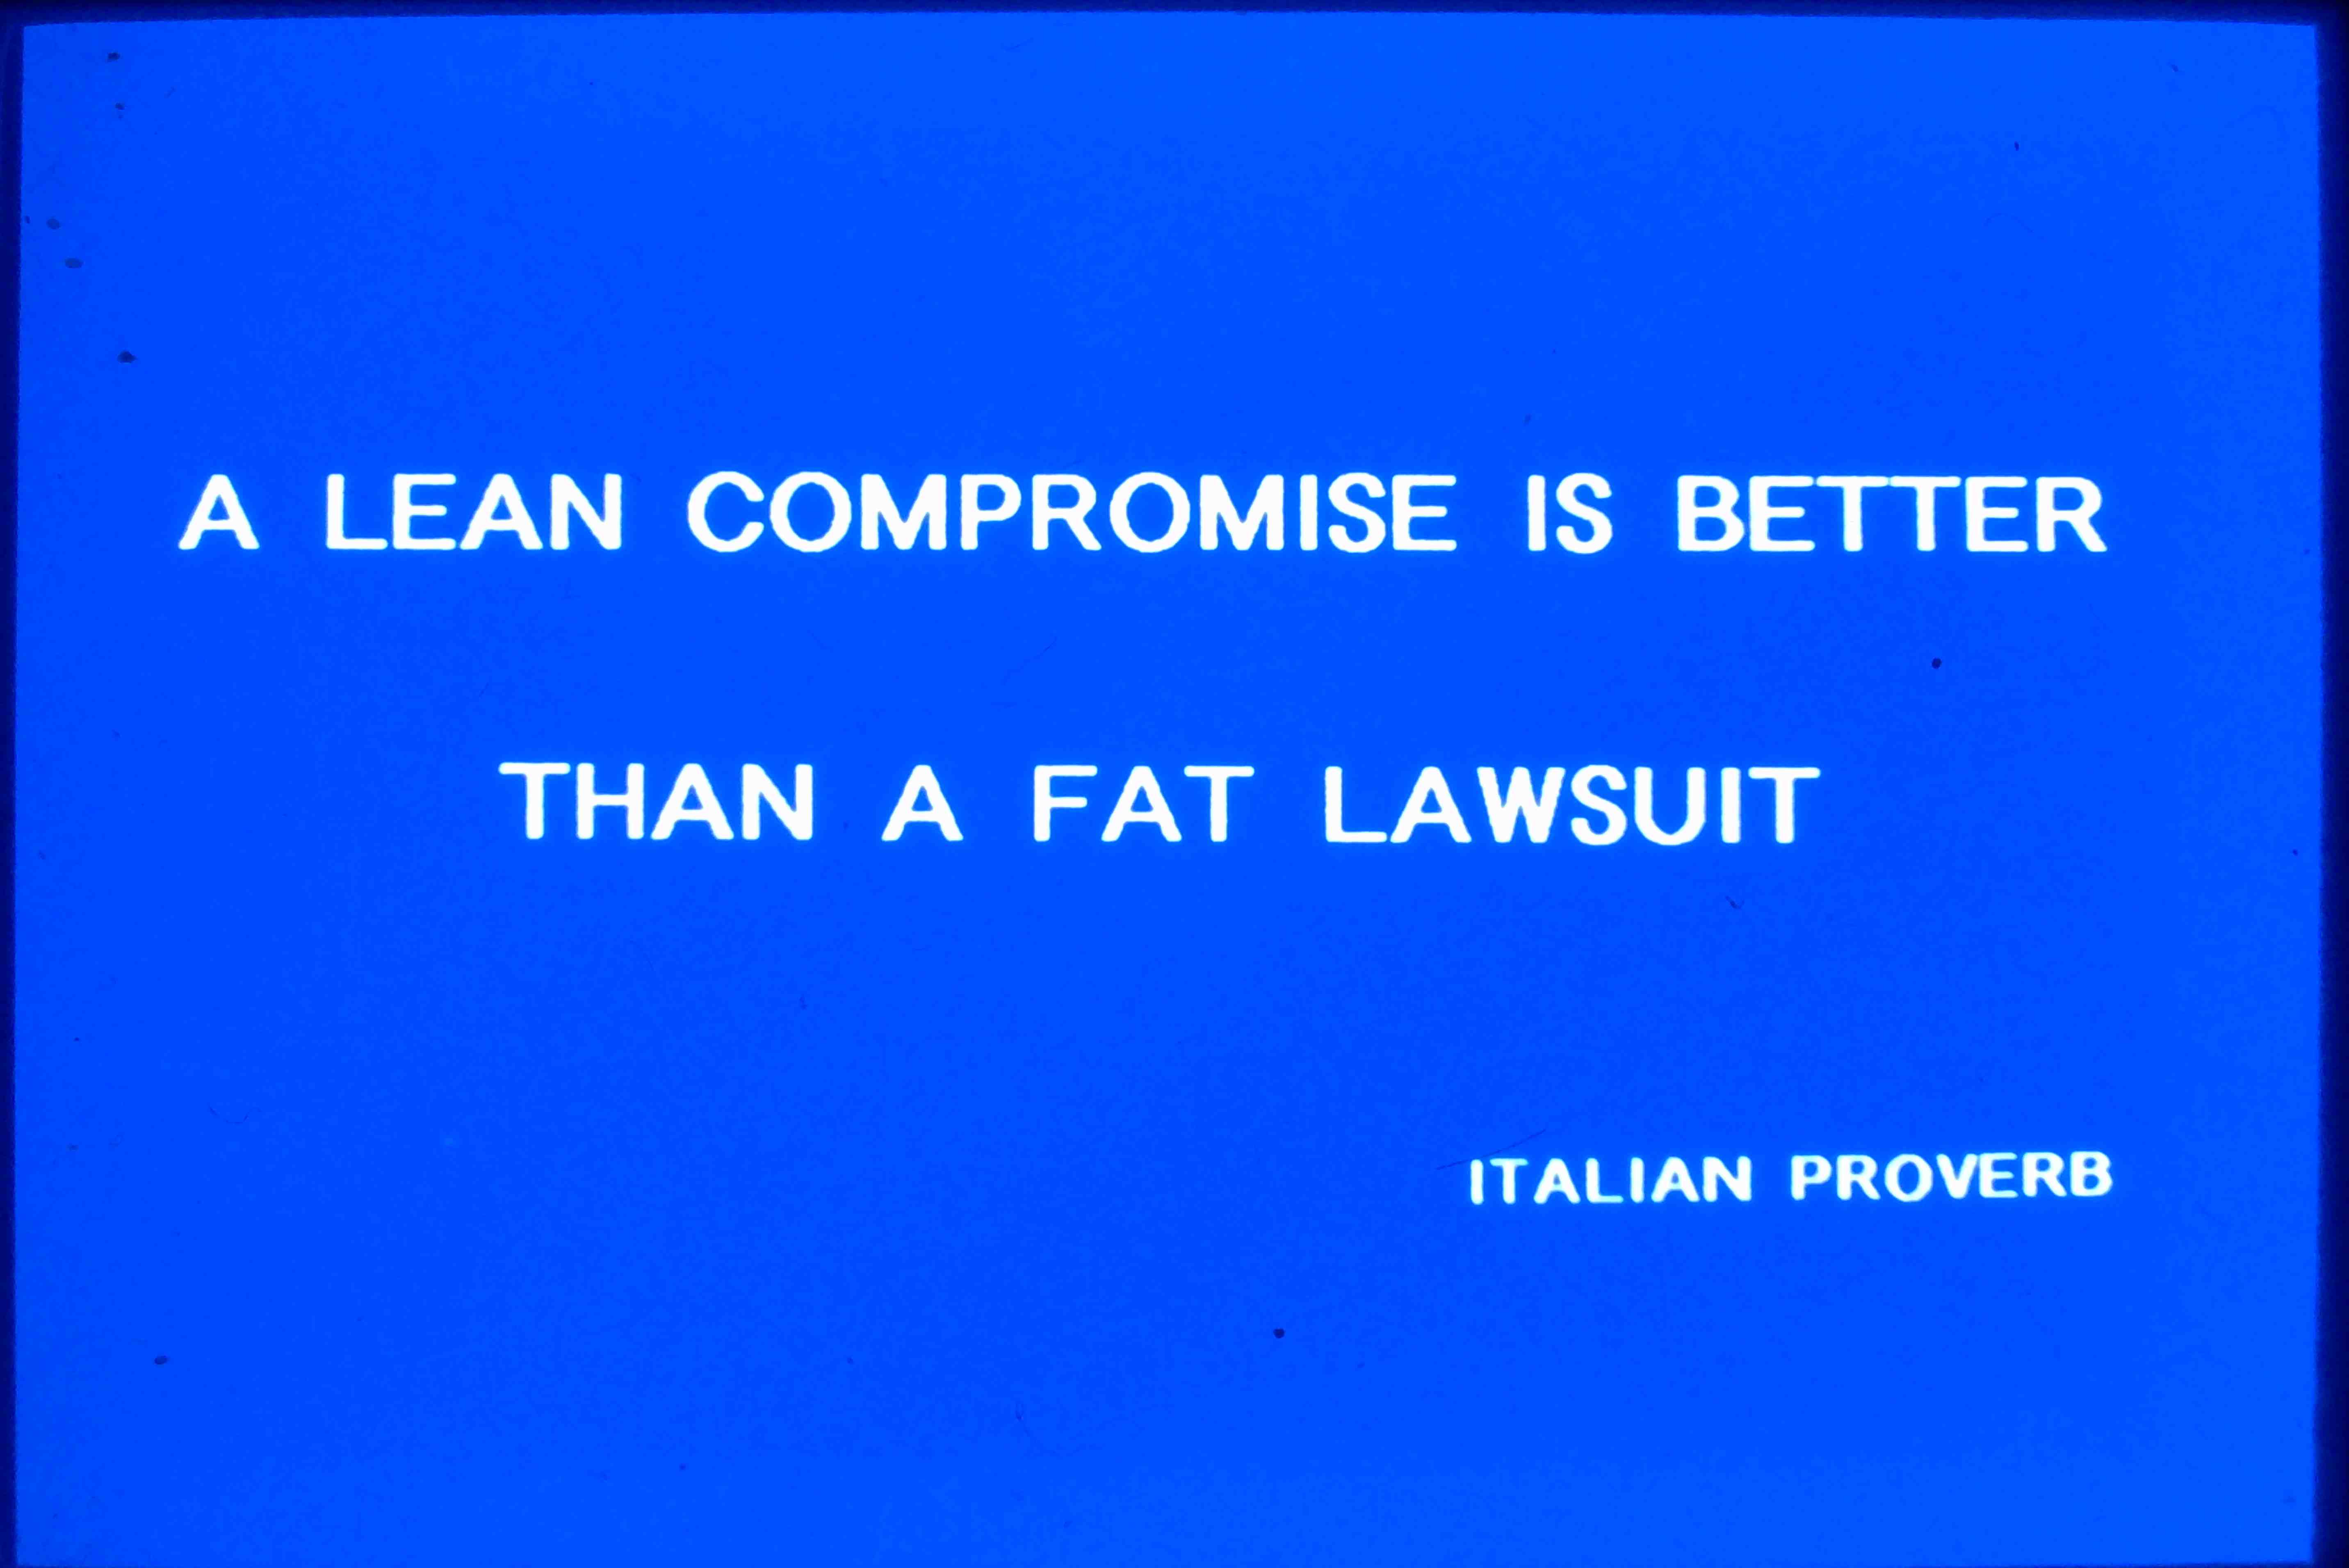 A LEAN COMPROMISE IS BETTER
THAN A FAT LAWSUIT
ITALIAN PROVERB